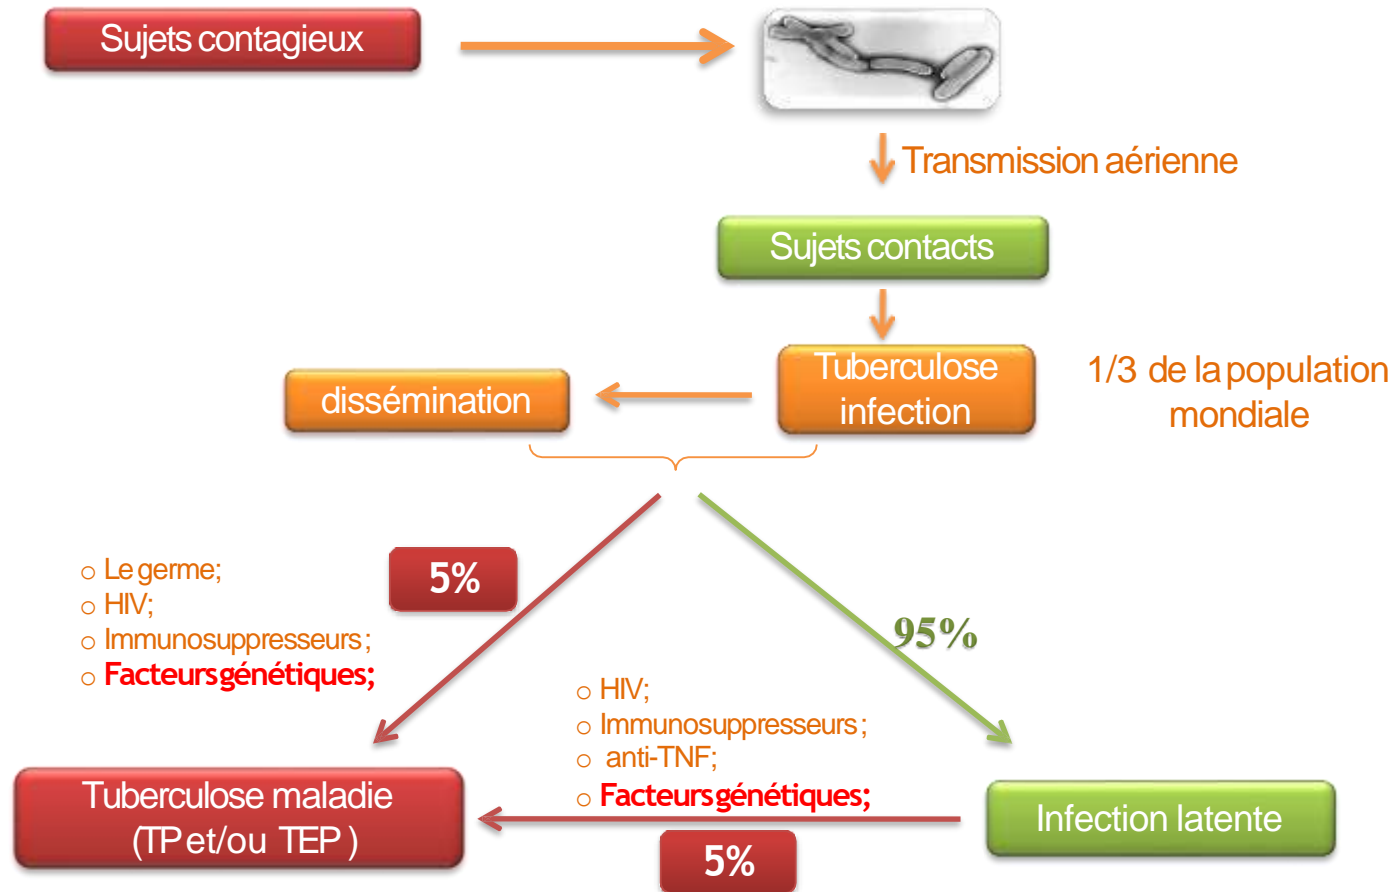 Sujets contagieux
Transmission aérienne
Sujets contacts
Tuberculose
infection
1/3 de la population
mondiale
dissémination
5%
o Le germe;
o HIV;
o Immunosuppresseurs;
o Facteurs génétiques;
95%
o HIV;
o Immunosuppresseurs;
o anti-TNF;
o Facteurs génétiques;
Tuberculose maladie
(TP et/ou TEP)
Infection latente
5%